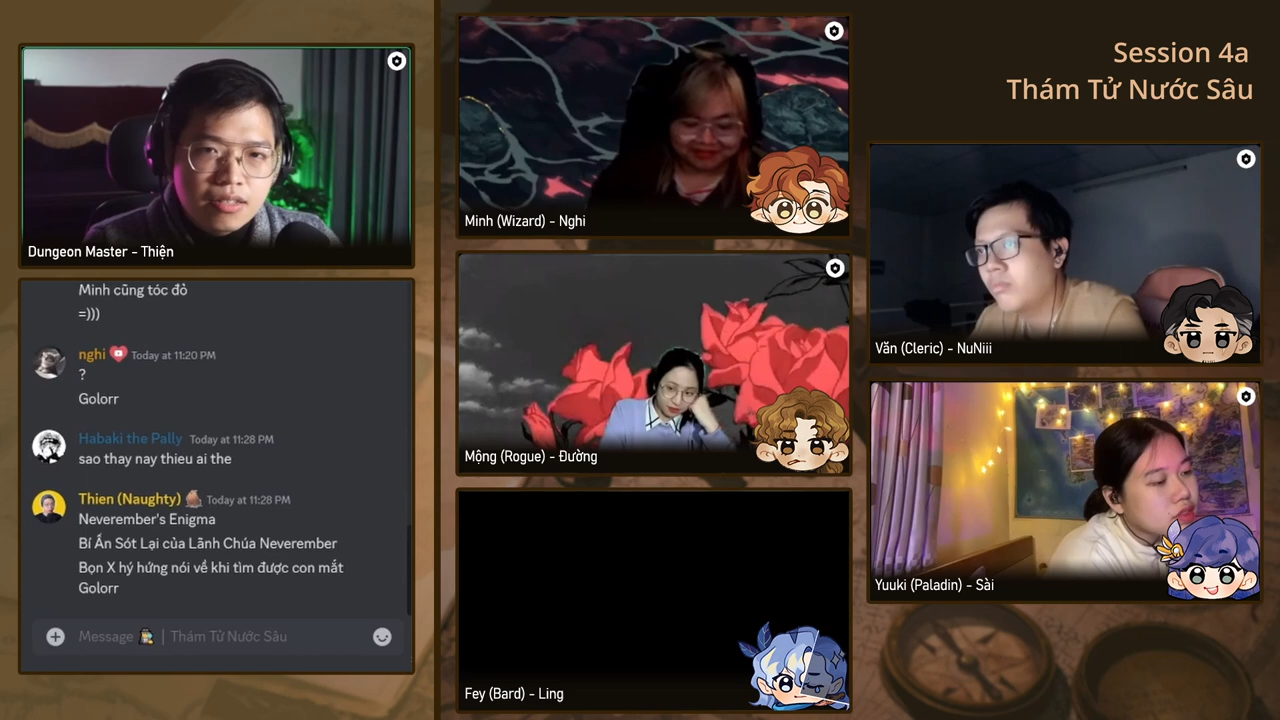 Session 4a
Thám Tử Nước Sâu
Dungeon Master - Thiện
Minh cũng tóc đỏ
=)))
nghi Today at 11:20 PM
?
Golorr
Habaki the Pally Today at 11:28 PM
sao thay nay thieu ai the
Thien (Naughty) Today at 11:28 PM
Neverember's Enigma
Bí Ẩn Sót Lại của Lãnh Chúa Neverember
Bọn X hý hứng nói về khi tìm được con mắt
Golorr
Message | Thám Tử Nước Sâu
Minh (Wizard) - Nghi
Mộng (Rogue) - Đường
Fey (Bard) - Ling
Văn (Cleric) - NuNiii
Yuuki (Paladin) - Sài